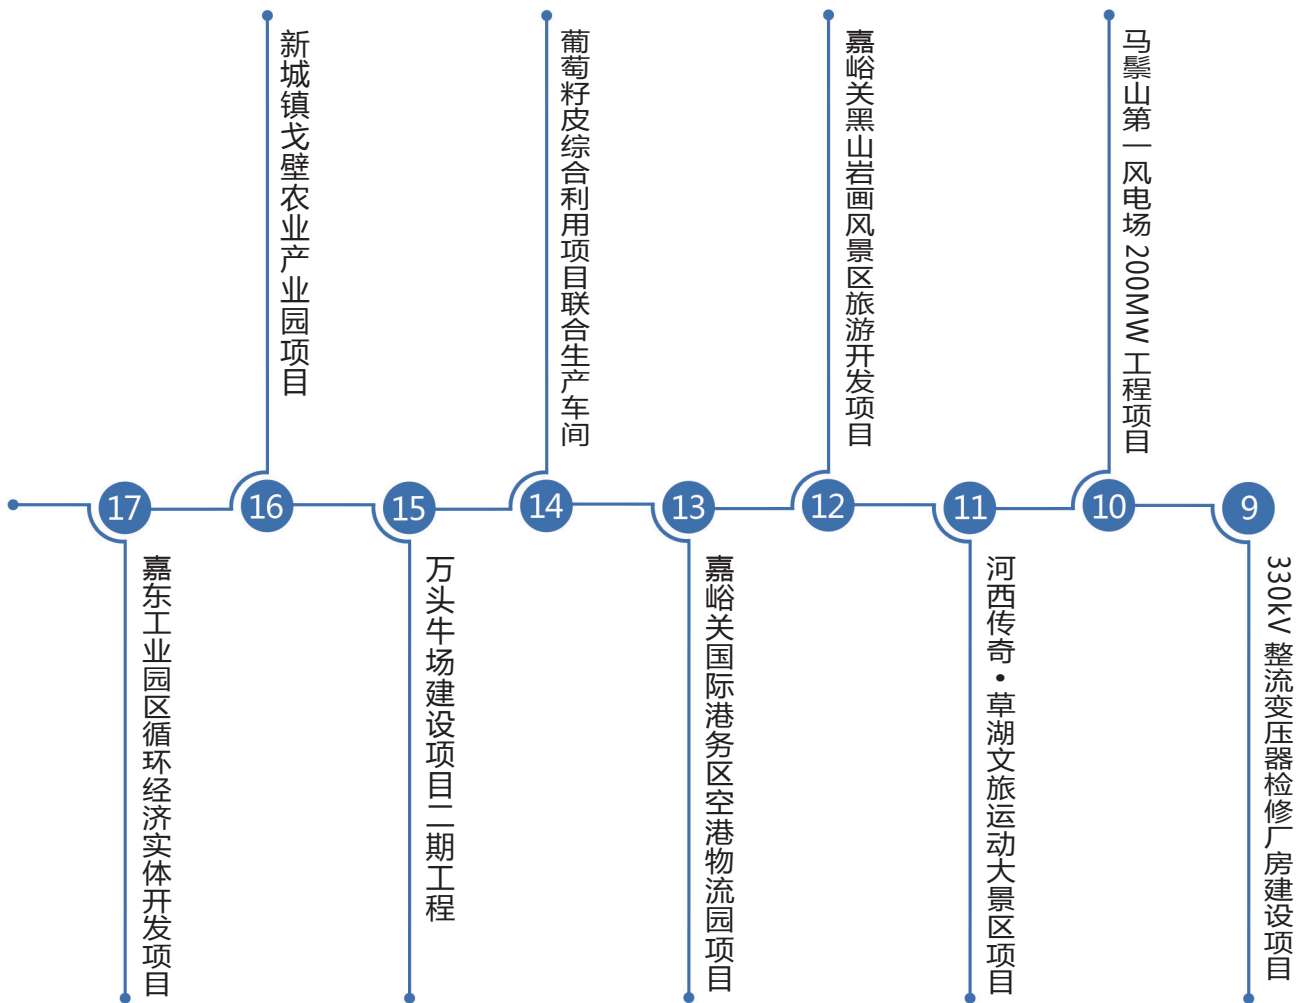 9
330kV 整流变压器检修厂房建设项目
10
马鬃山第一风电场 200MW 工程项目
11
河西传奇·草湖文旅运动大景区项目
12
嘉峪关黑山岩画风景区旅游开发项目
13
嘉峪关国际港务区空港物流园项目
14
葡萄籽皮综合利用项目联合生产车间
15
万头牛场建设项目二期工程
16
新城镇戈壁农业产业园项目
17
嘉东工业园区循环经济实体开发项目